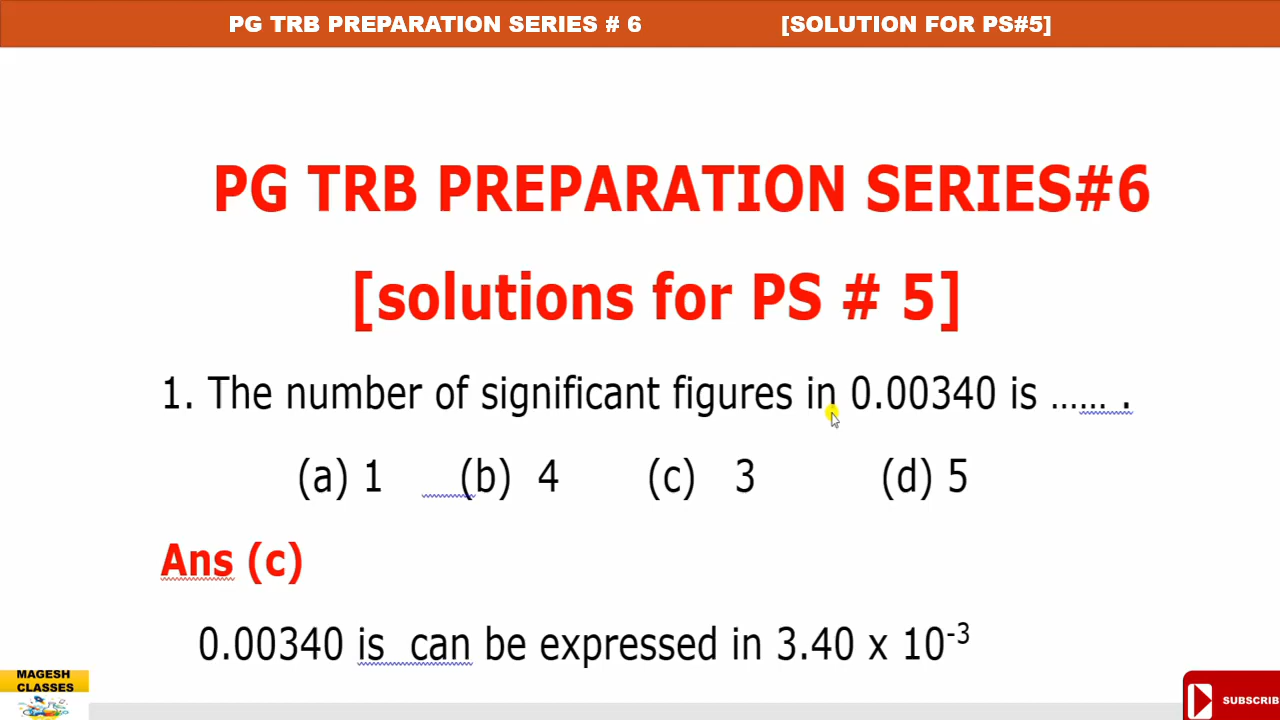 PG TRB PREPARATION SERIES # 6 [SOLUTION FOR PS#5]
PG TRB PREPARATION SERIES#6
[solutions for PS # 5]
1. The number of significant figures in 0.00340 is ...... .
(a) 1 (b) 4 (c) 3 (d) 5
Ans (c)
0.00340 is can be expressed in 3.40 x 10⁻³
MAGESH
CLASSES
SUBSCRIB